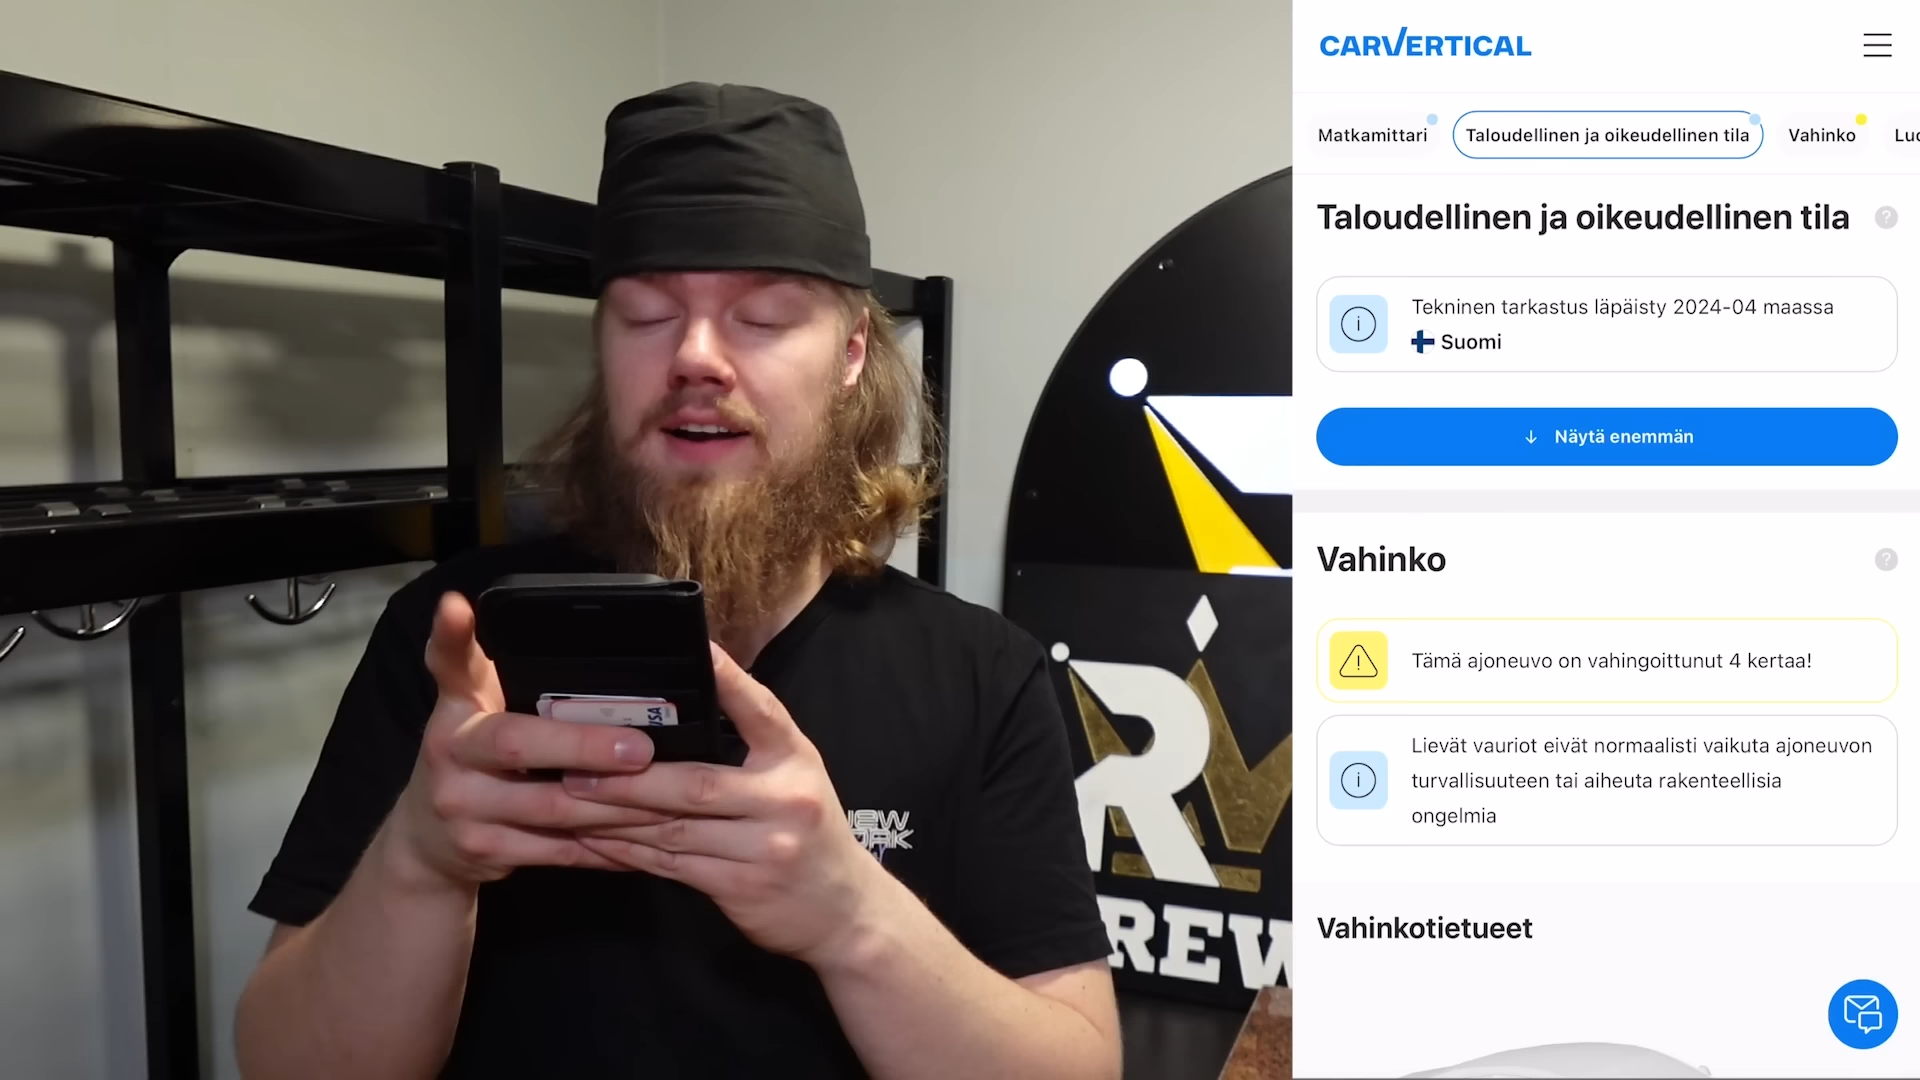 CARVERTICAL
Matkamittari
Taloudellinen ja oikeudellinen tila
Vahinko
Taloudellinen ja oikeudellinen tila
?
Tekninen tarkastus läpäisty 2024-04 maassa
Suomi
Näytä enemmän
Vahinko
?
Tämä ajoneuvo on vahingoittunut 4 kertaa!
Lievät vauriot eivät normaalisti vaikuta ajoneuvon
turvallisuuteen tai aiheuta rakenteellisia
ongelmia
Vahinkotietueet